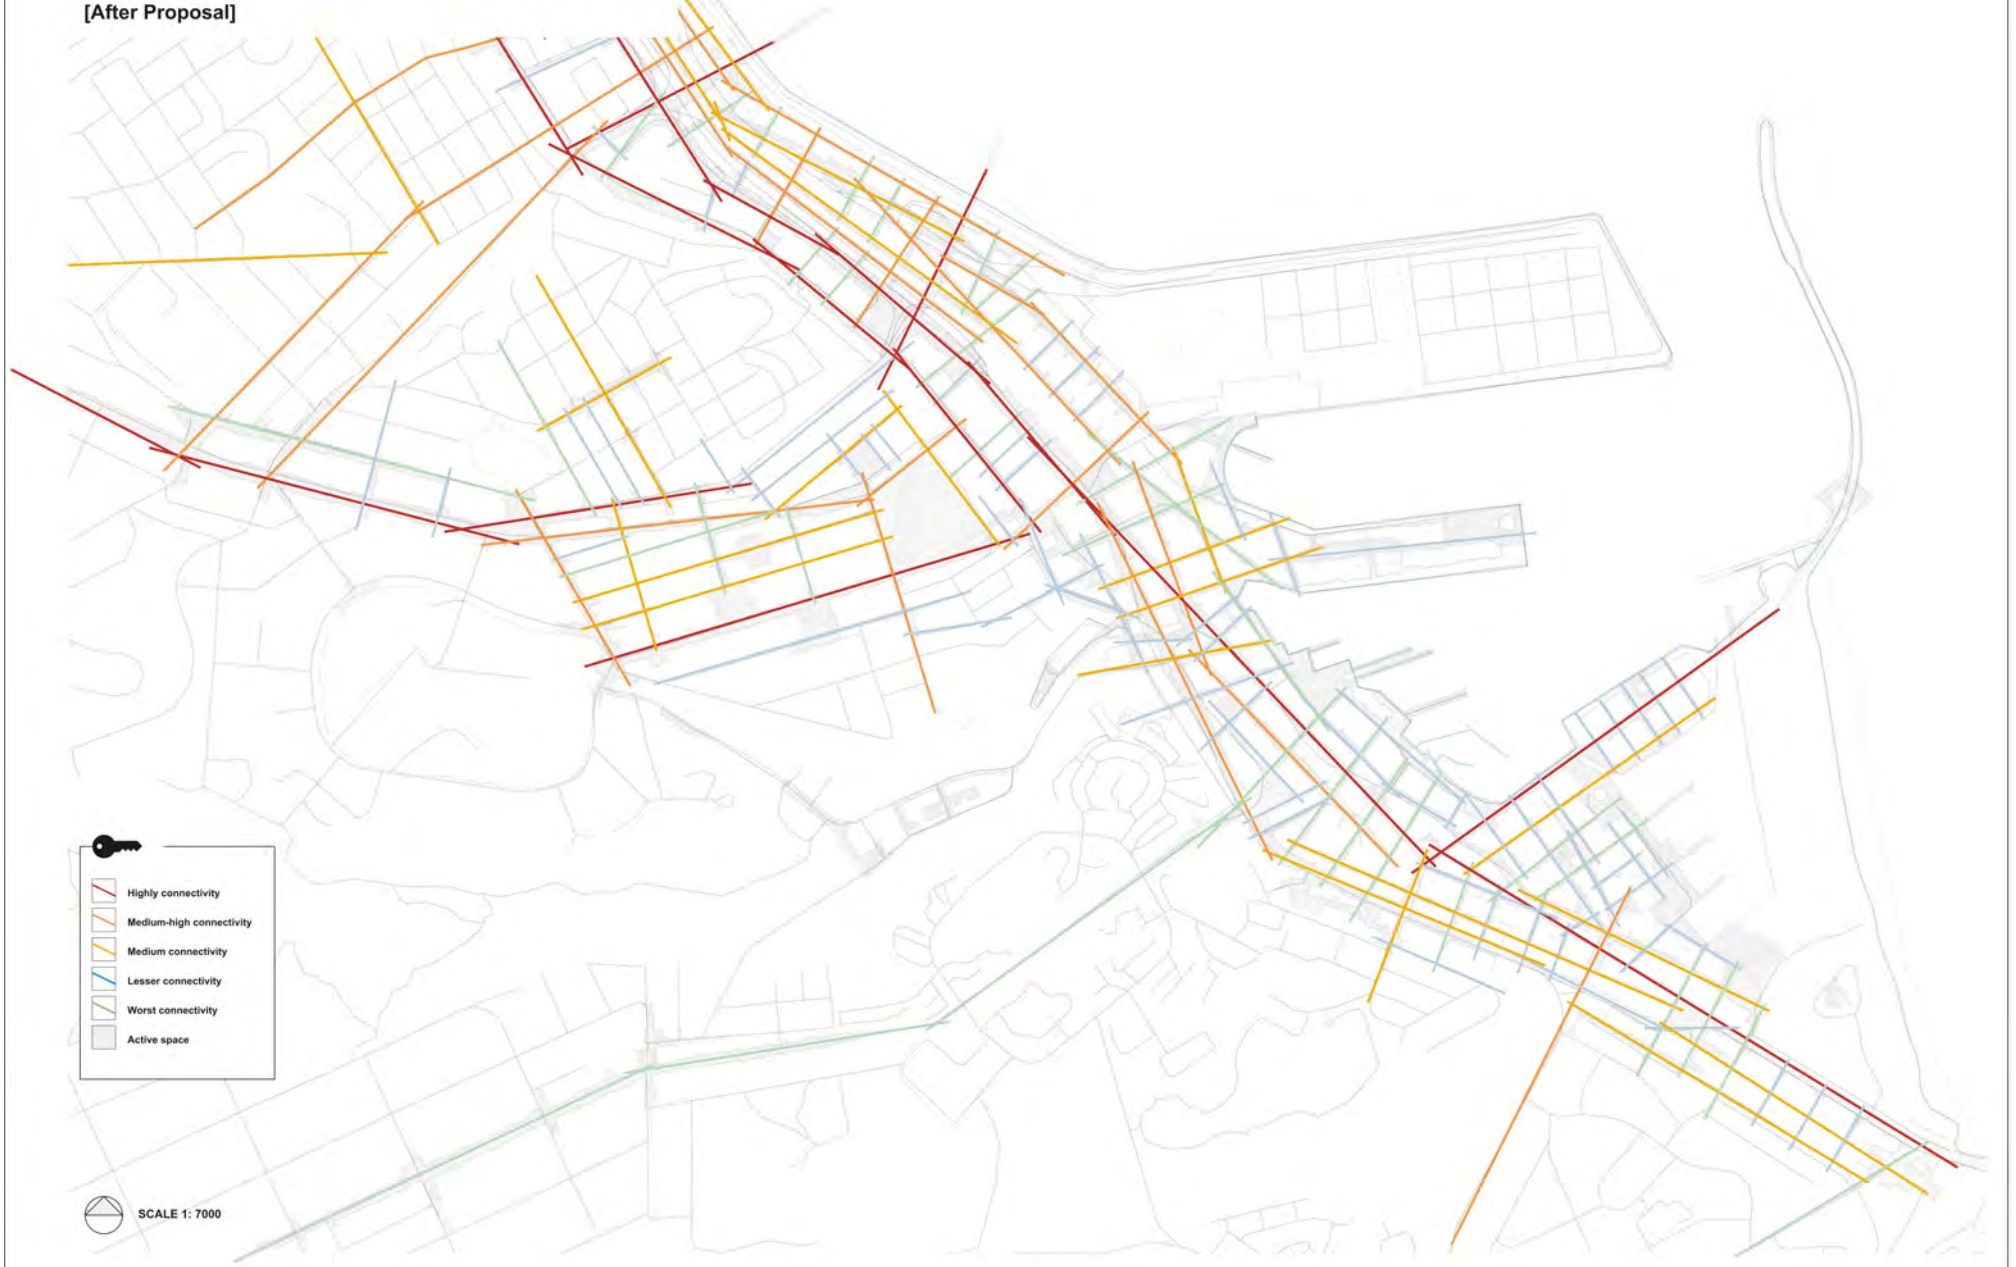 [After Proposal]
Highly connectivity
Medium-high connectivity
Medium connectivity
Lesser connectivity
Worst connectivity
Active space
SCALE 1: 7000